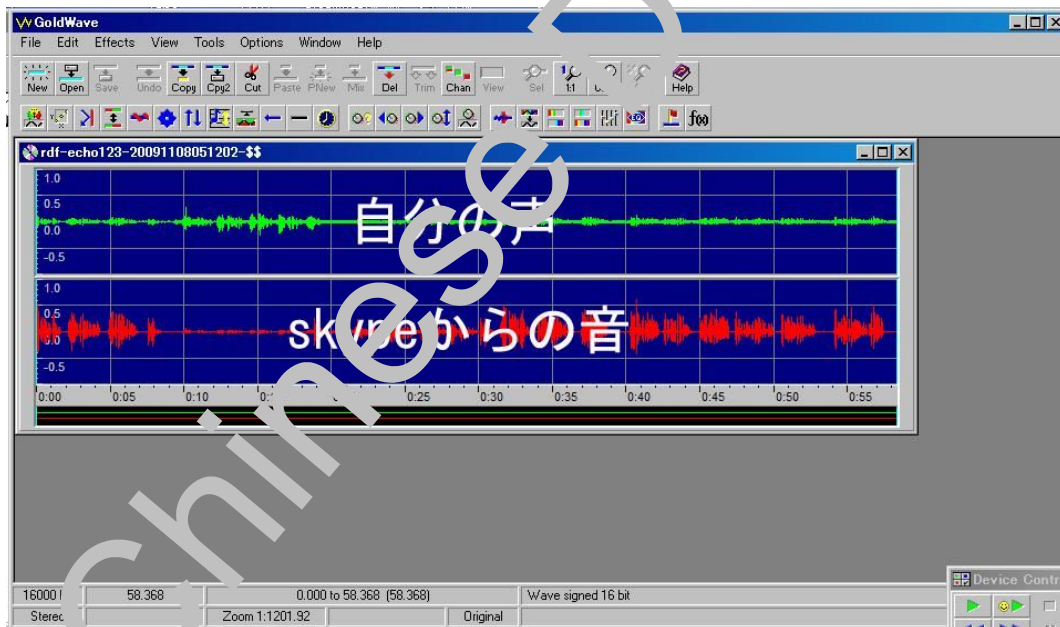 GoldWave
File Edit Effects View Tools Options Window Help
New Open Save Undo Copy Cpy2 Cut Paste PNew Mix Del Trim Chan View Sel 1:1 Help
f(x)
rdf-echo123-20091108051202-$$
1.0
0.5
0.0
-0.5
自分の声
1.0
0.5
0.0
-0.5
skypeからの音
0:00 0:05 0:10 0:25 0:30 0:35 0:40 0:45 0:50 0:55
16000 58.368 0.000 to 58.368 (58.368) Wave signed 16 bit
Zoom 1:1201.92 Original
Device Contr
Chinese D